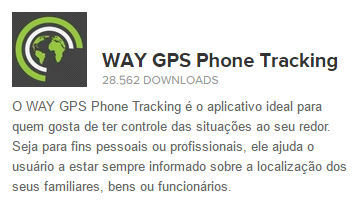 WAY GPS Phone Tracking
28.562 DOWNLOADS
O WAY GPS Phone Tracking é o aplicativo ideal para
quem gosta de ter controle das situações ao seu redor.
Seja para fins pessoais ou profissionais, ele ajuda o
usuário a estar sempre informado sobre a localização dos
seus familiares, bens ou funcionários.